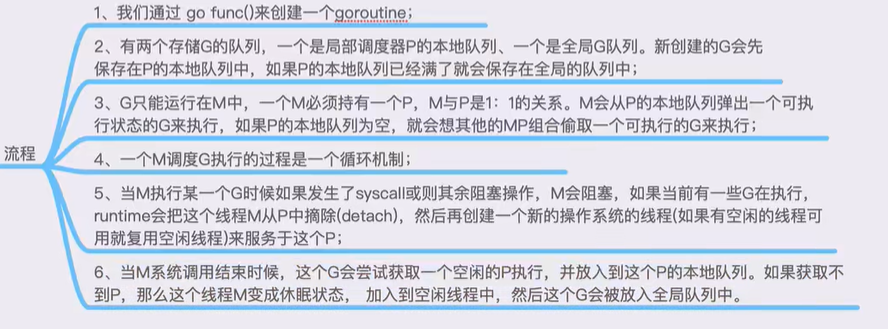 1、我们通过 go func()来创建一个goroutine；
2、有两个存储G的队列，一个是局部调度器P的本地队列、一个是全局G队列。新创建的G会先
保存在P的本地队列中，如果P的本地队列已经满了就会保存在全局的队列中；
3、G只能运行在M中，一个M必须持有一个P，M与P是1：1的关系。M会从P的本地队列弹出一个可执
行状态的G来执行，如果P的本地队列为空，就会想其他的MP组合偷取一个可执行的G来执行；
流程
4、一个M调度G执行的过程是一个循环机制；
5、当M执行某一个G时候如果发生了syscall或则其余阻塞操作，M会阻塞，如果当前有一些G在执行，
runtime会把这个线程M从P中摘除(detach)，然后再创建一个新的操作系统的线程(如果有空闲的线程可
用就复用空闲线程)来服务于这个P；
6、当M系统调用结束时候，这个G会尝试获取一个空闲的P执行，并放入到这个P的本地队列。如果获取不
到P，那么这个线程M变成休眠状态， 加入到空闲线程中，然后这个G会被放入全局队列中。